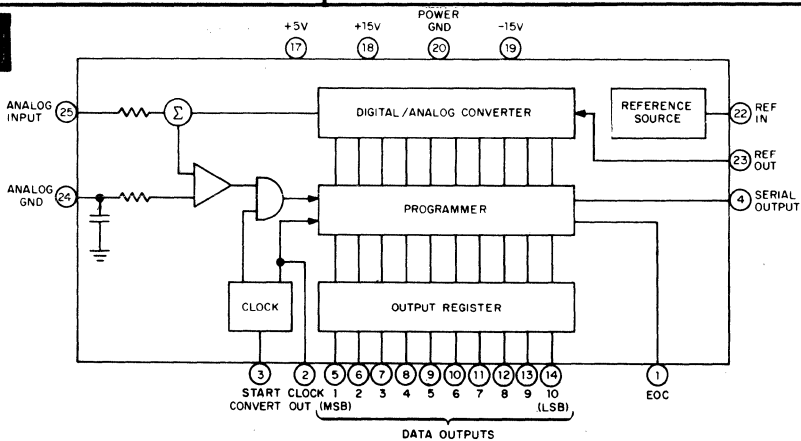 +5V
17
+15V
18
POWER
GND
20
-15V
19
ANALOG
INPUT
25
Σ
DIGITAL/ANALOG CONVERTER
REFERENCE
SOURCE
22
REF
IN
23
REF
OUT
ANALOG
GND
24
PROGRAMMER
4
SERIAL
OUTPUT
CLOCK
OUTPUT REGISTER
3 2 5 6 7 8 9 10 11 12 13 14 1
START CLOCK 1 2 3 4 5 6 7 8 9 10 EOC
CONVERT OUT (MSB) (LSB)
DATA OUTPUTS